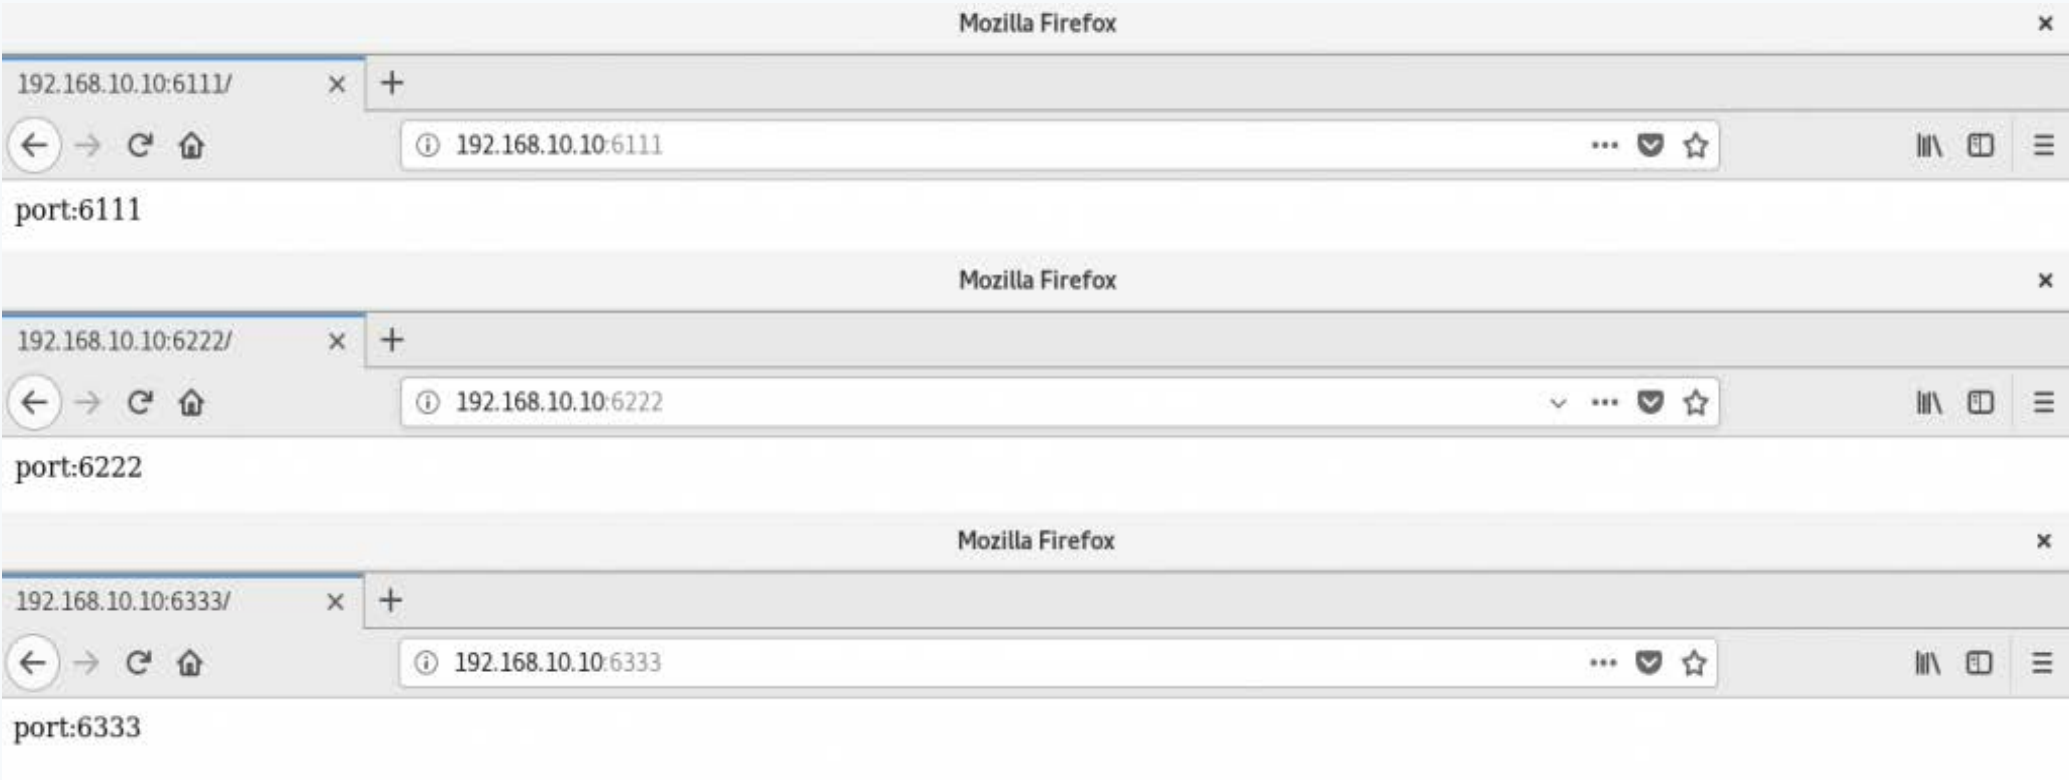 Mozilla Firefox
192.168.10.10:6111/
192.168.10.10:6111
port:6111
Mozilla Firefox
192.168.10.10:6222/
192.168.10.10:6222
port:6222
Mozilla Firefox
192.168.10.10:6333/
192.168.10.10:6333
port:6333